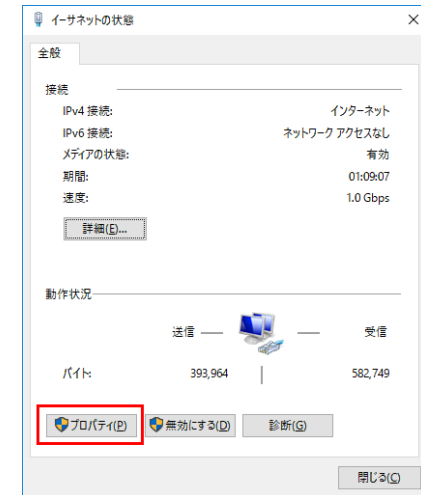 イーサネットの状態
全般
接続
IPv4 接続: インターネット
IPv6 接続: ネットワーク アクセスなし
メディアの状態: 有効
期間: 01:09:07
速度: 1.0 Gbps
詳細(E)...
動作状況
送信 受信
バイト: 393,964 582,749
プロパティ(P) 無効にする(D) 診断(G)
閉じる(C)